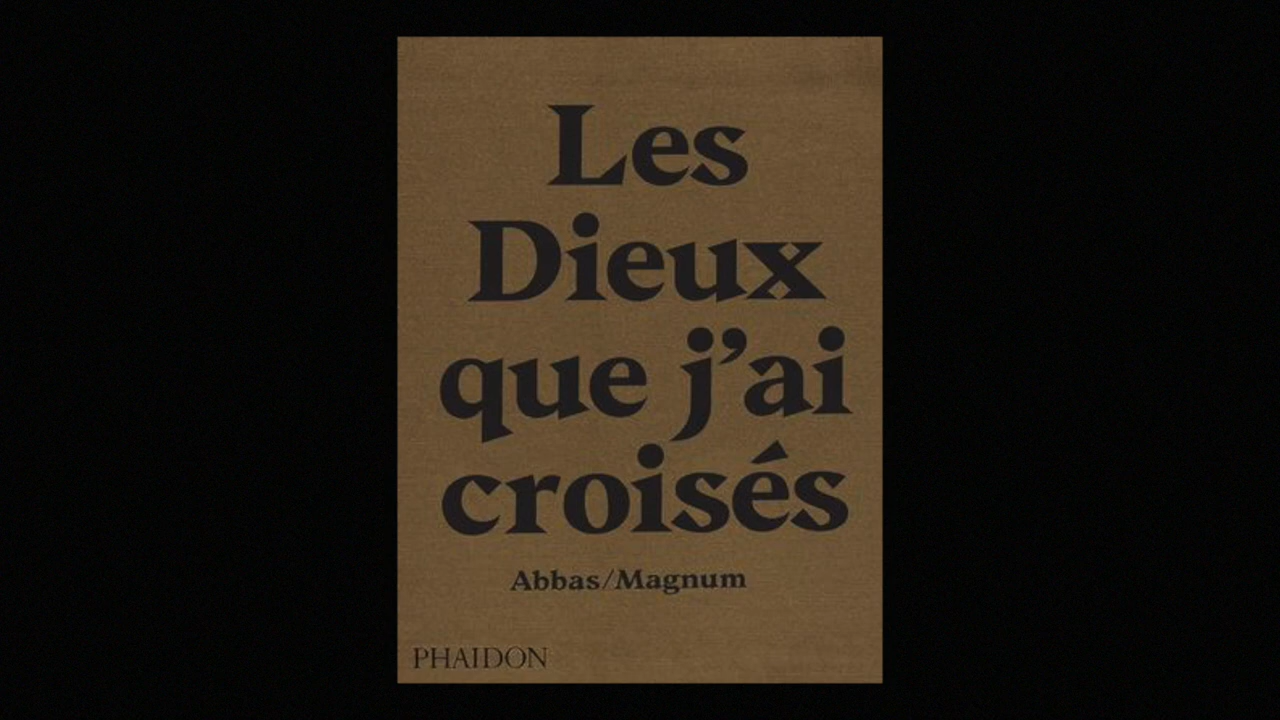 Les
Dieux
que j’ai
croisés
Abbas/Magnum
PHAIDON